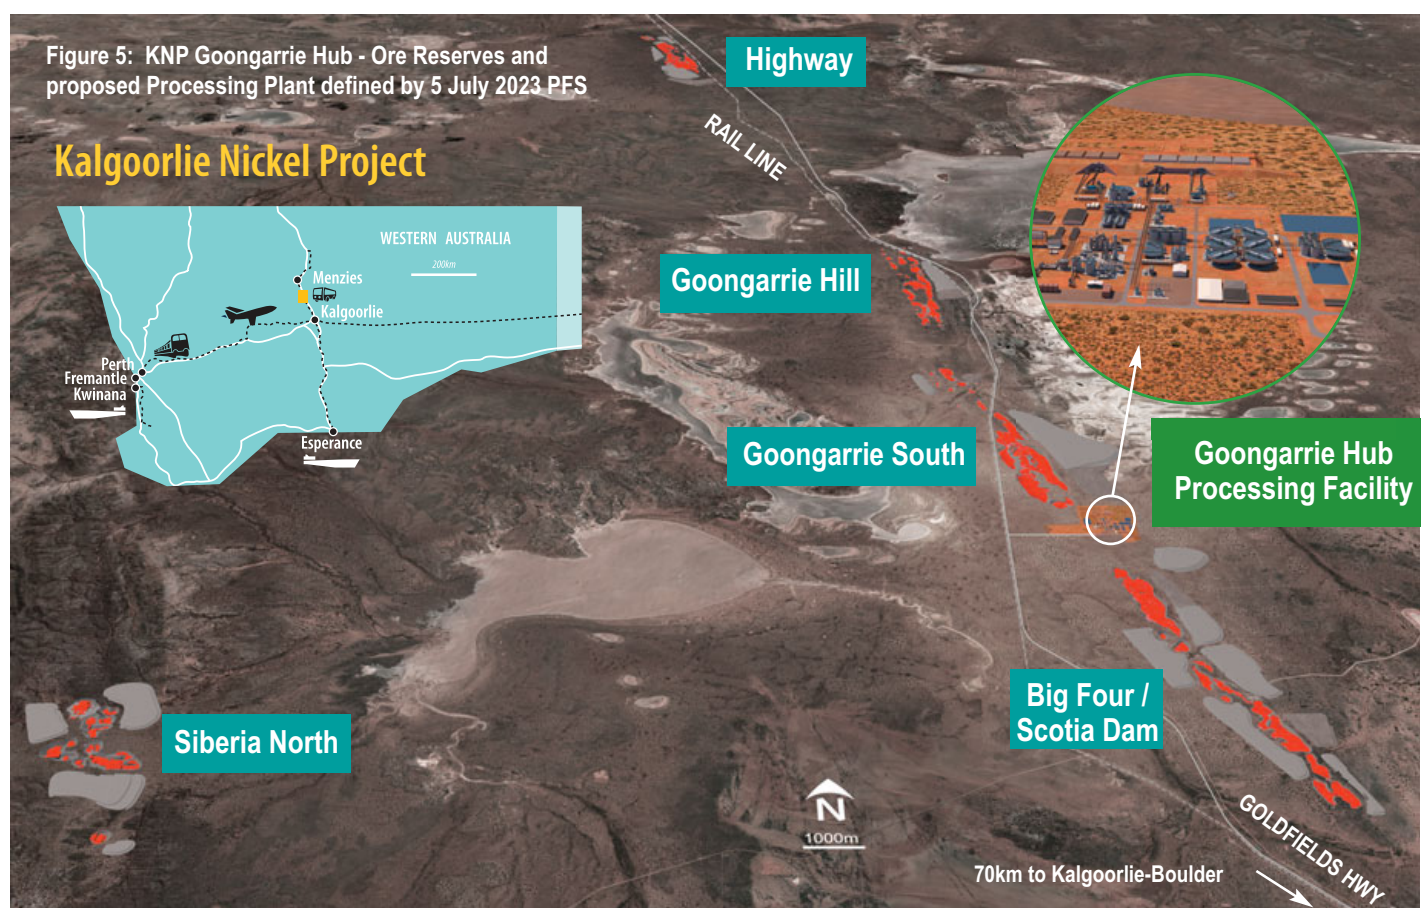 Figure 5:  KNP Goongarrie Hub - Ore Reserves and
proposed Processing Plant defined by 5 July 2023 PFS
Kalgoorlie Nickel Project
WESTERN AUSTRALIA
200km
Menzies
Kalgoorlie
Perth
Fremantle
Kwinana
Esperance
Highway
RAIL LINE
Goongarrie Hill
Goongarrie South
Goongarrie Hub
Processing Facility
Big Four /
Scotia Dam
Siberia North
N
1000m
GOLDFIELDS HWY
70km to Kalgoorlie-Boulder